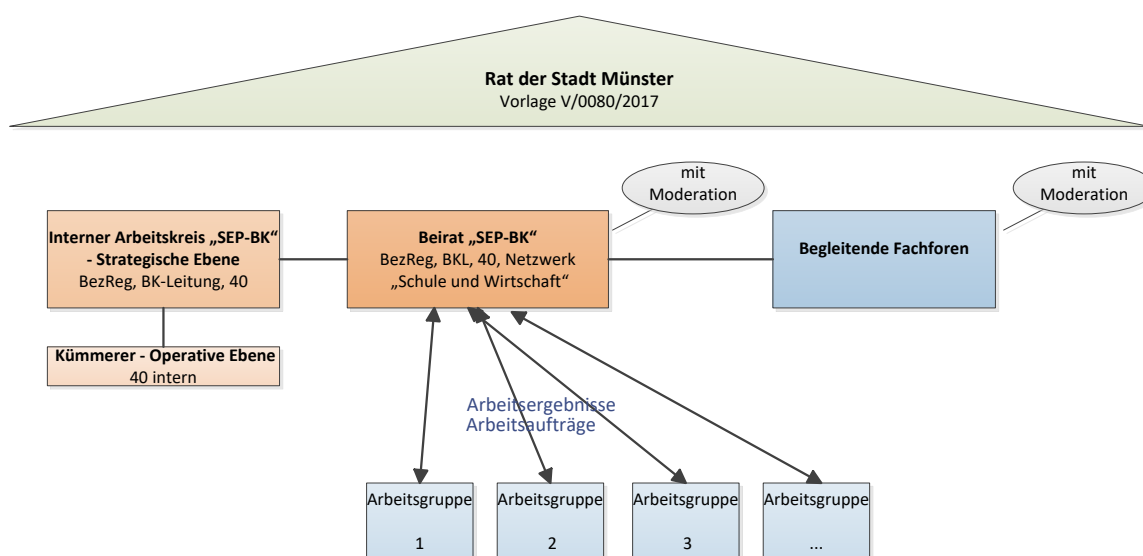 Rat der Stadt Münster
Vorlage V/0080/2017
mit
Moderation
mit
Moderation
Interner Arbeitskreis „SEP-BK“
- Strategische Ebene
BezReg, BK-Leitung, 40
Beirat „SEP-BK“
BezReg, BKL, 40, Netzwerk
„Schule und Wirtschaft“
Begleitende Fachforen
Kümmerer - Operative Ebene
40 intern
Arbeitsergebnisse
Arbeitsaufträge
Arbeitsgruppe
1
Arbeitsgruppe
2
Arbeitsgruppe
3
Arbeitsgruppe
...